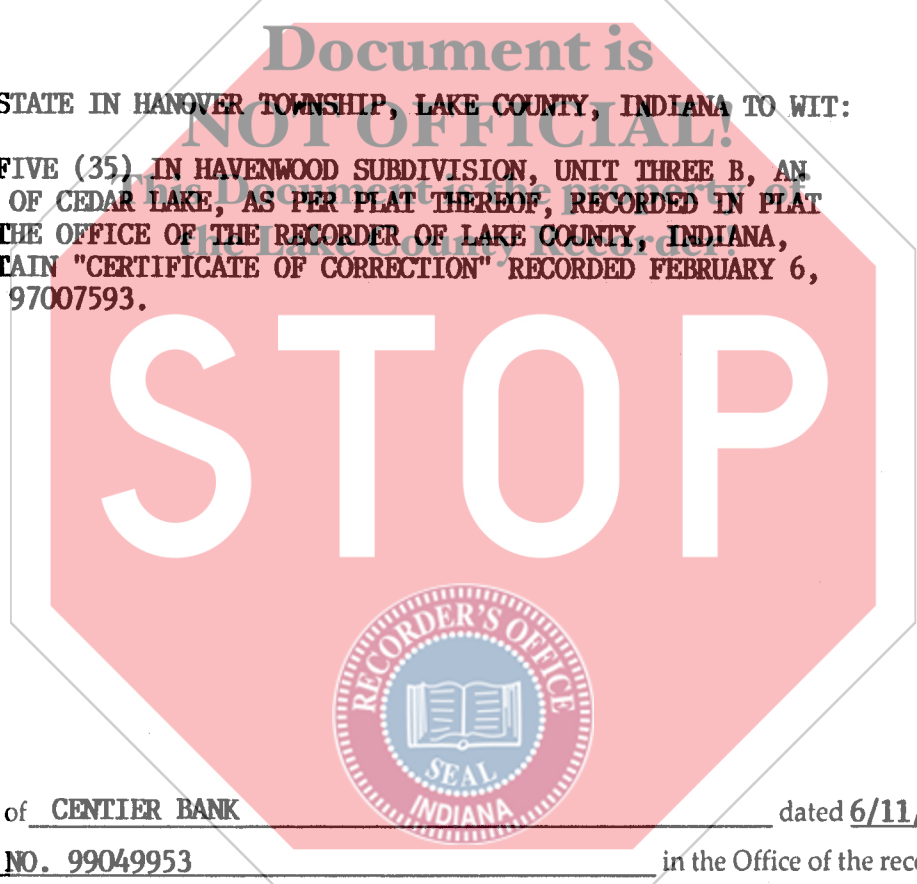 Document is
STATE IN HANOVER TOWNSHIP, LAKE COUNTY, INDIANA TO WIT:
NOT OFFICIAL!
FIVE (35) IN HAVENWOOD SUBDIVISION, UNIT THREE B, AN
This Document is the property of
OF CEDAR LAKE, AS PER PLAT THEREOF, RECORDED IN PLAT
THE OFFICE OF THE RECORDER OF LAKE COUNTY, INDIANA,
the Lake County Recorder!
TAIN "CERTIFICATE OF CORRECTION" RECORDED FEBRUARY 6,
97007593.
STOP
RECORDER'S OFFICE
SEAL
INDIANA
of CENTIER BANK dated 6/11/
NO. 99049953 in the Office of the reco